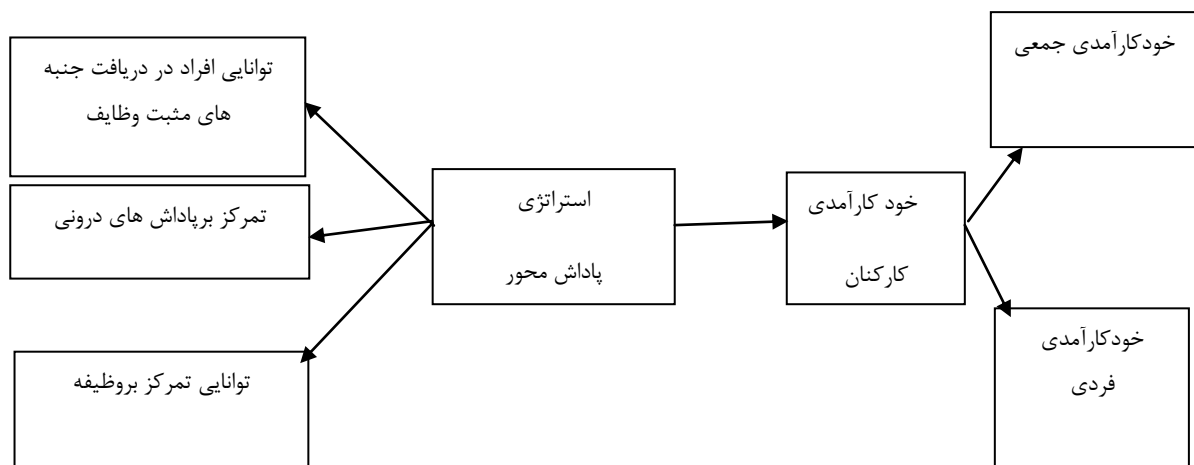 خودکارآمدی جمعی
توانایی افراد در دریافت جنبه
های مثبت وظایف
استراتژی
پاداش محور
خود کارآمدی
کارکنان
تمرکز برپاداش های درونی
خودکارآمدی
فردی
توانایی تمرکز بروظیفه